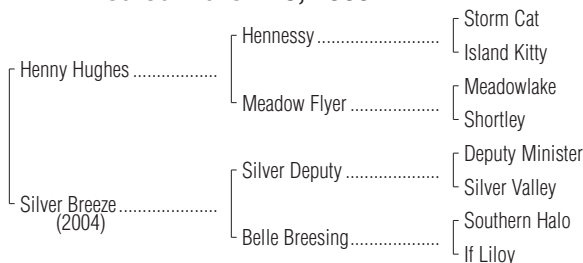 Storm Cat
Hennessy ................................
Island Kitty
Henny Hughes ......................
Meadowlake
Meadow Flyer .......................
Shortley
Deputy Minister
Silver Deputy .........................
Silver Valley
Silver Breeze .........................
(2004)
Southern Halo
Belle Breesing .......................
If Liloy